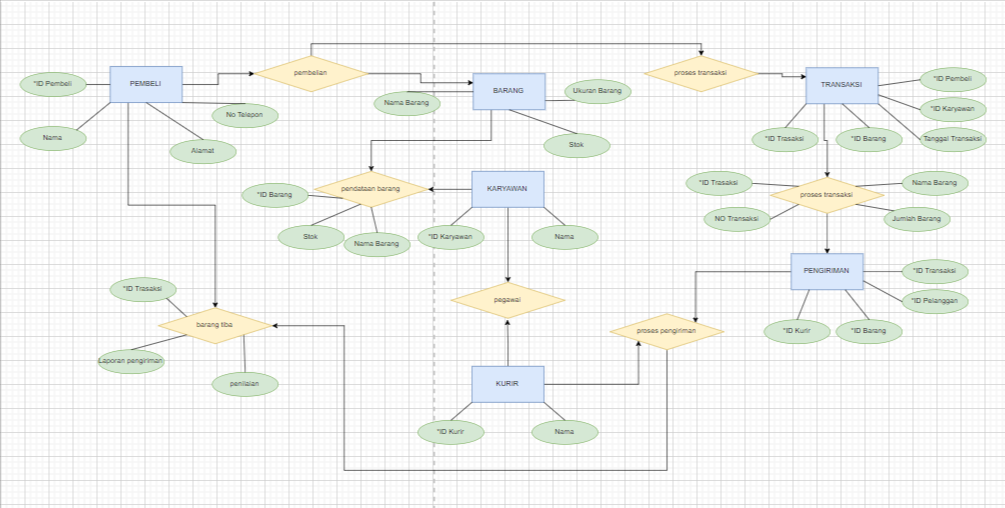 pembelian
proses transaksi
*ID Pembeli
PEMBELI
BARANG
Ukuran Barang
TRANSAKSI
*ID Pembeli
Nama Barang
No Telepon
*ID Karyawan
Nama
Alamat
Stok
*ID Trasaksi
*ID Barang
Tanggal Transaksi
*ID Barang
pendataan barang
KARYAWAN
*ID Trasaksi
proses transaksi
Nama Barang
NO Transaksi
Jumlah Barang
Stok
Nama Barang
*ID Karyawan
Nama
PENGIRIMAN
*ID Transaksi
*ID Trasaksi
pegawai
*ID Pelanggan
barang tiba
proses pengiriman
*ID Kurir
*ID Barang
Laporan pengiriman
penilaian
KURIR
*ID Kurir
Nama